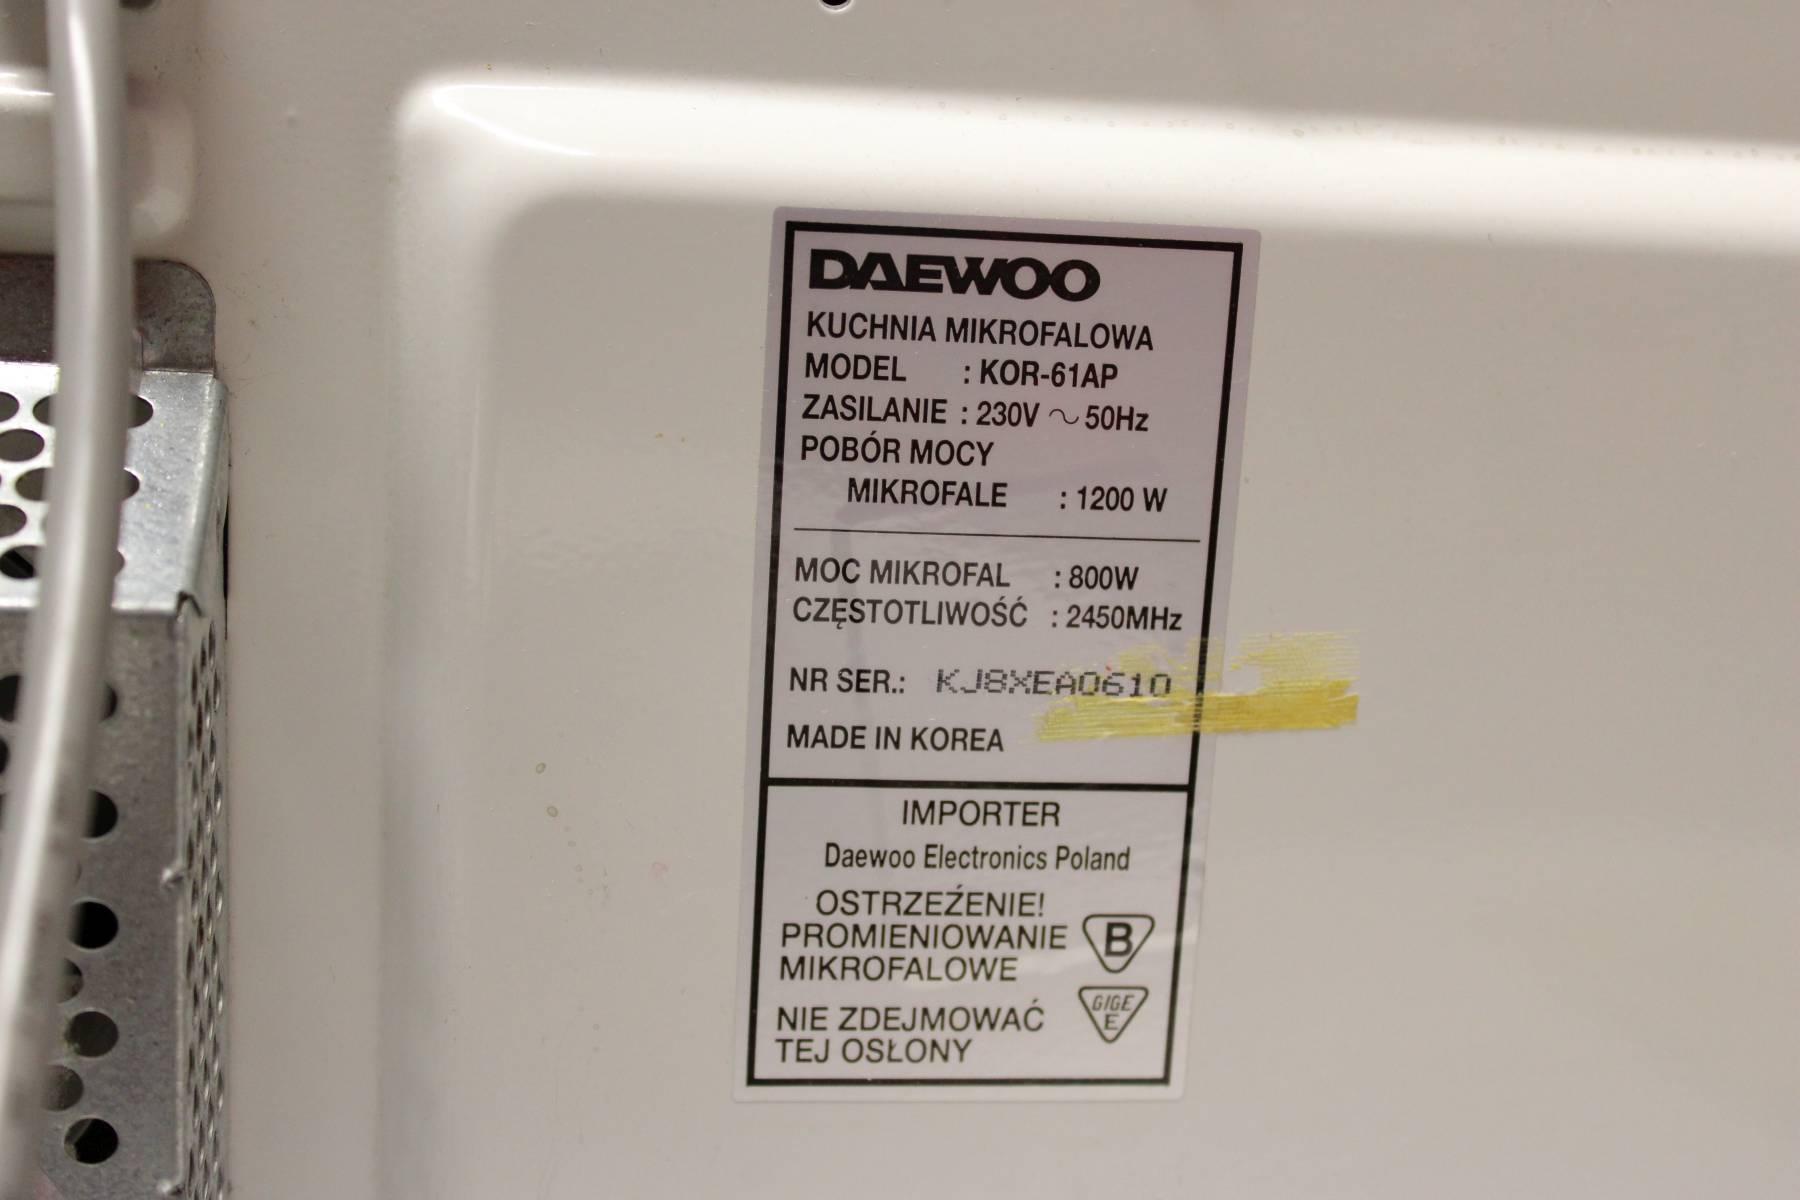 DAEWOO
KUCHNIA MIKROFALOWA
MODEL : KOR-61AP
ZASILANIE : 230V ~ 50Hz
POBÓR MOCY
MIKROFALE : 1200 W
MOC MIKROFAL : 800W
CZĘSTOTLIWOŚĆ : 2450MHz
NR SER.: KJ8XEA0610
MADE IN KOREA
IMPORTER
Daewoo Electronics Poland
OSTRZEŹENIE!
PROMIENIOWANIE
MIKROFALOWE
B
NIE ZDEJMOWAĆ
TEJ OSŁONY
GIGE
E